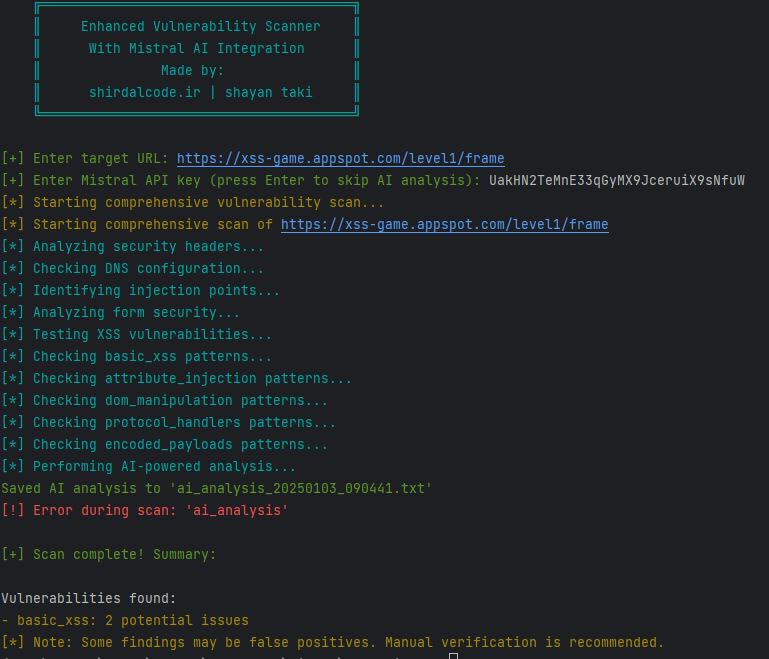 Enhanced Vulnerability Scanner
With Mistral AI Integration
Made by:
shirdalcode.ir | shayan taki
[+] Enter target URL: https://xss-game.appspot.com/level1/frame
[+] Enter Mistral API key (press Enter to skip AI analysis): UakHN2TeMnE33qGyMX9JceruiX9sNfuW
[*] Starting comprehensive vulnerability scan...
[*] Starting comprehensive scan of https://xss-game.appspot.com/level1/frame
[*] Analyzing security headers...
[*] Checking DNS configuration...
[*] Identifying injection points...
[*] Analyzing form security...
[*] Testing XSS vulnerabilities...
[*] Checking basic_xss patterns...
[*] Checking attribute_injection patterns...
[*] Checking dom_manipulation patterns...
[*] Checking protocol_handlers patterns...
[*] Checking encoded_payloads patterns...
[*] Performing AI-powered analysis...
Saved AI analysis to 'ai_analysis_20250103_090441.txt'
[!] Error during scan: 'ai_analysis'
[+] Scan complete! Summary:
Vulnerabilities found:
- basic_xss: 2 potential issues
[*] Note: Some findings may be false positives. Manual verification is recommended.